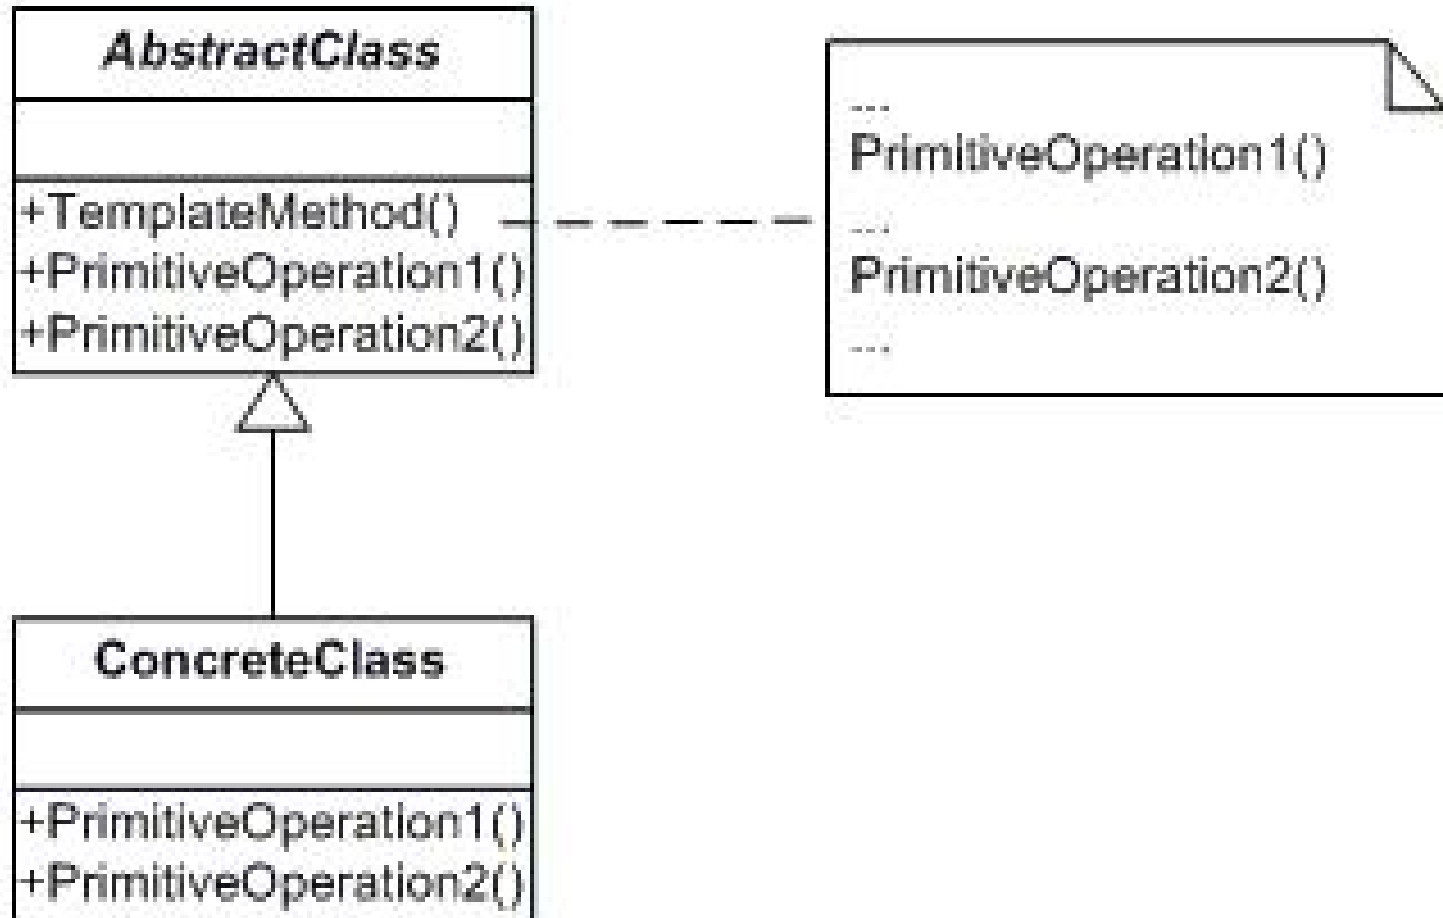 AbstractClass
+TemplateMethod()
+PrimitiveOperation1()
+PrimitiveOperation2()
...
PrimitiveOperation1()
...
PrimitiveOperation2()
...
ConcreteClass
+PrimitiveOperation1()
+PrimitiveOperation2()